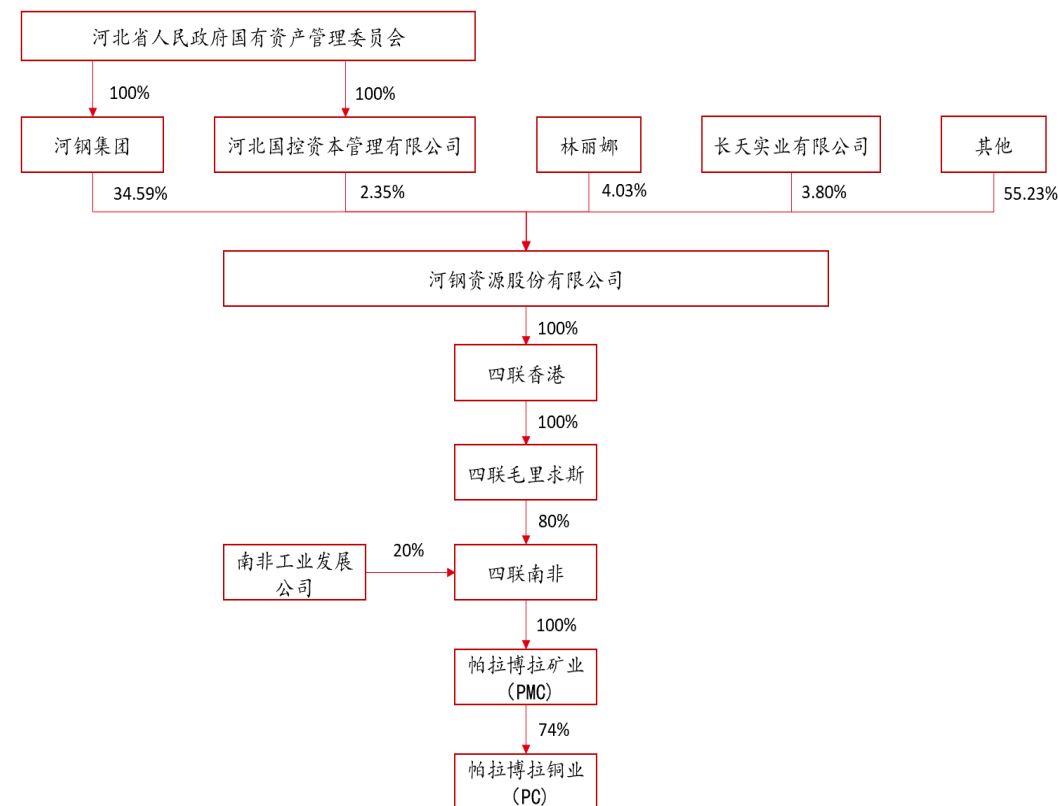 河北省人民政府国有资产管理委员会
100%
100%
河钢集团
河北国控资本管理有限公司
林丽娜
长天实业有限公司
其他
34.59%
2.35%
4.03%
3.80%
55.23%
河钢资源股份有限公司
100%
四联香港
100%
四联毛里求斯
80%
南非工业发展
公司
20%
四联南非
100%
帕拉博拉矿业
(PMC)
74%
帕拉博拉铜业
(PC)